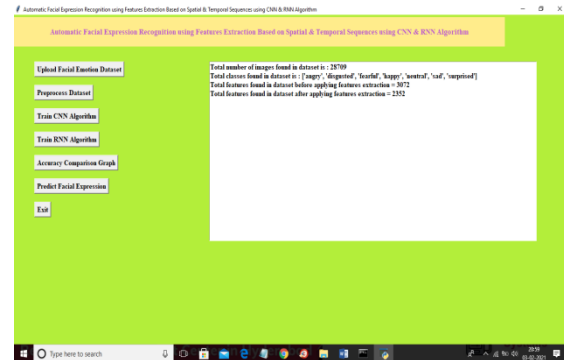 Automatic Facial Expression Recognition using Features Extraction Based on Spatial & Temporal Sequences using CNN & RNN Algorithm
Automatic Facial Expression Recognition using Features Extraction Based on Spatial & Temporal Sequences using CNN & RNN Algorithm
Upload Facial Emotion Dataset
Preprocess Dataset
Train CNN Algorithm
Train RNN Algorithm
Accuracy Comparison Graph
Predict Facial Expression
Exit
Total number of images found in dataset is : 28709
Total classes found in dataset is : ['angry', 'disgusted', 'fearful', 'happy', 'neutral', 'sad', 'surprised']
Total features found in dataset before applying features extraction = 3072
Total features found in dataset after applying features extraction = 2352
Type here to search
20:59
03-02-2021